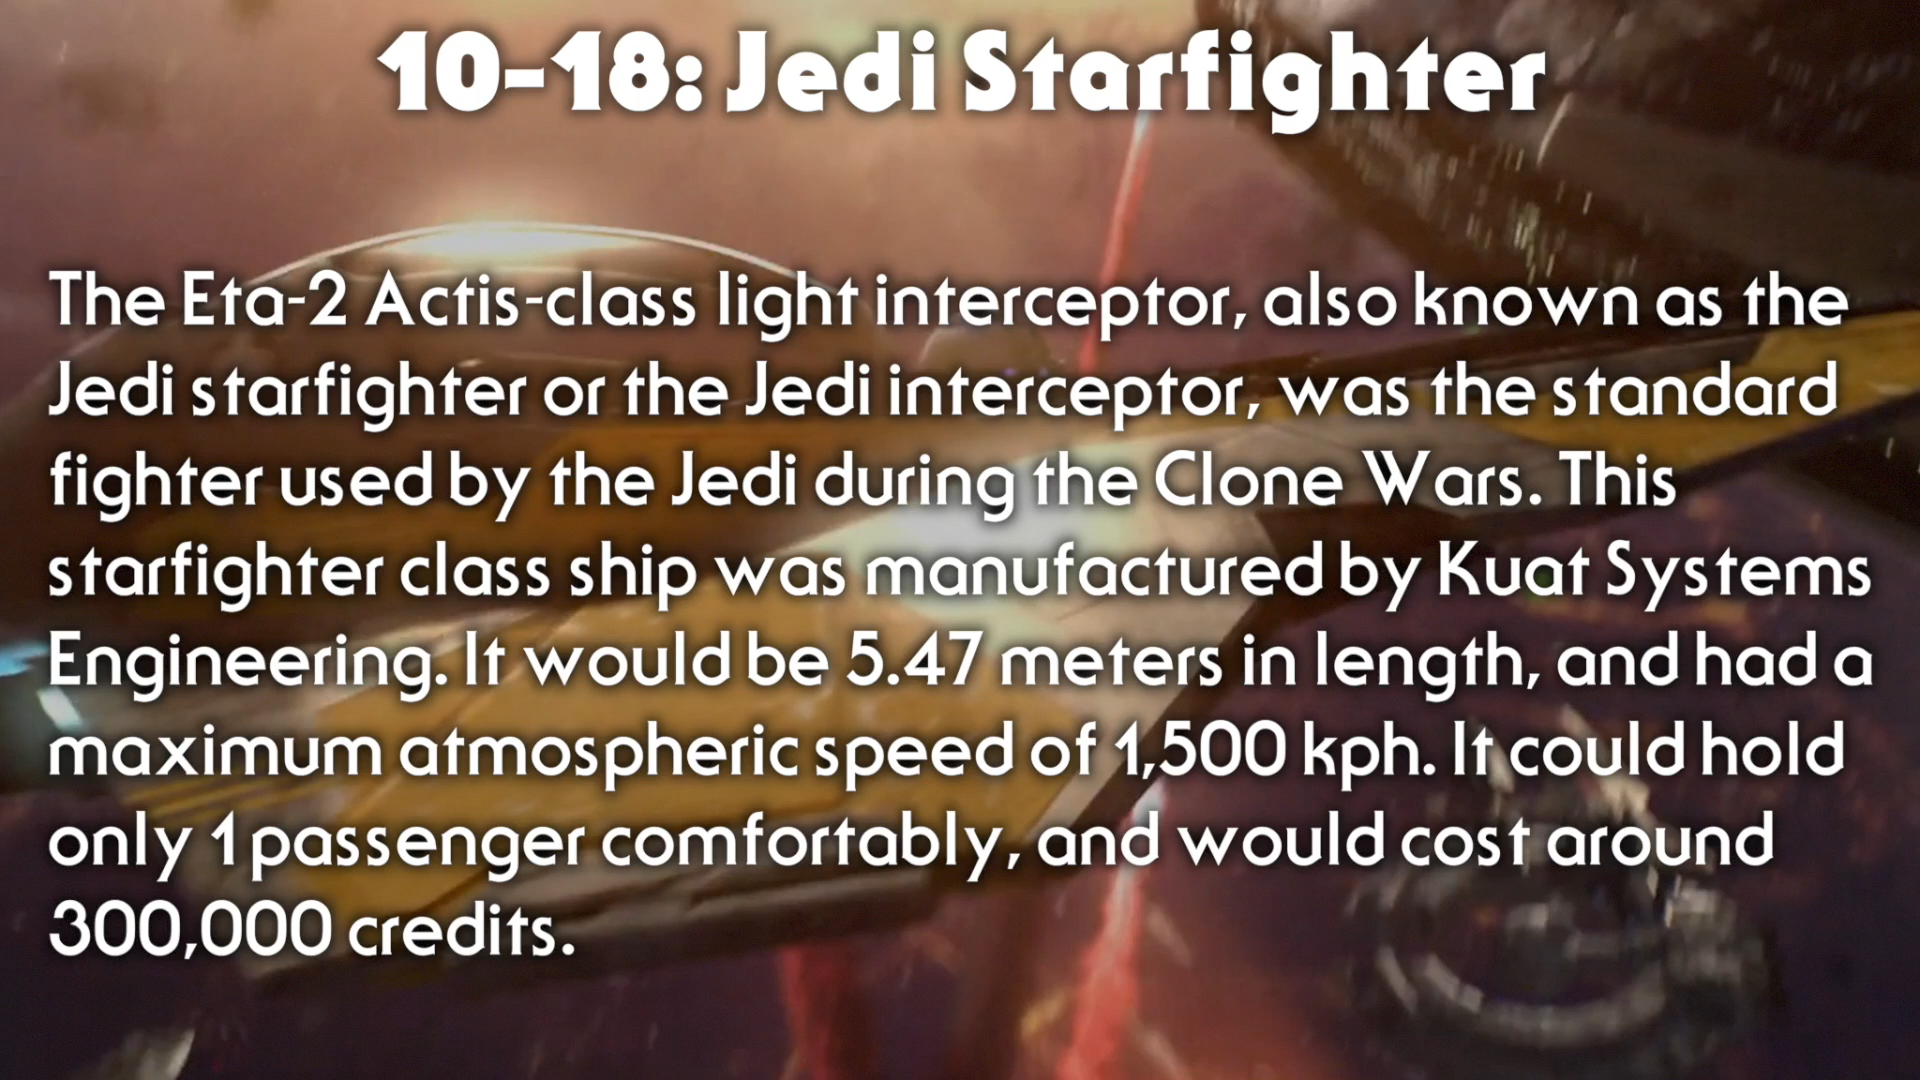 10-18: Jedi Starfighter
The Eta-2 Actis-class light interceptor, also known as the
Jedi starfighter or the Jedi interceptor, was the standard
fighter used by the Jedi during the Clone Wars. This
starfighter class ship was manufactured by Kuat Systems
Engineering. It would be 5.47 meters in length, and had a
maximum atmospheric speed of 1,500 kph. It could hold
only 1 passenger comfortably, and would cost around
300,000 credits.